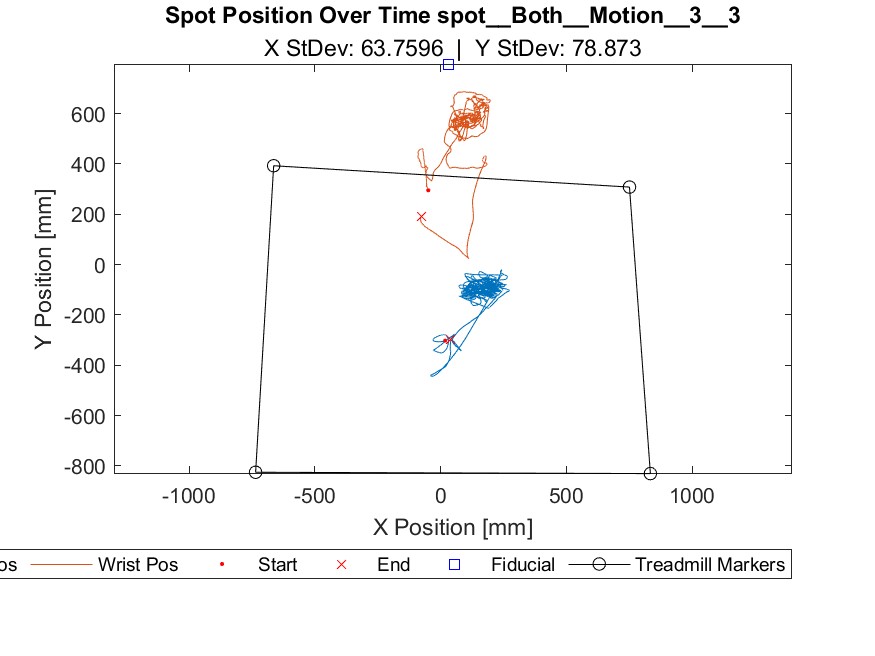 Spot Position Over Time spot__Both__Motion__3__3
X StDev: 63.7596 | Y StDev: 78.873
600
400
200
0
-200
-400
-600
-800
Y Position [mm]
-1000 -500 0 500 1000
X Position [mm]
os Wrist Pos Start End Fiducial Treadmill Markers